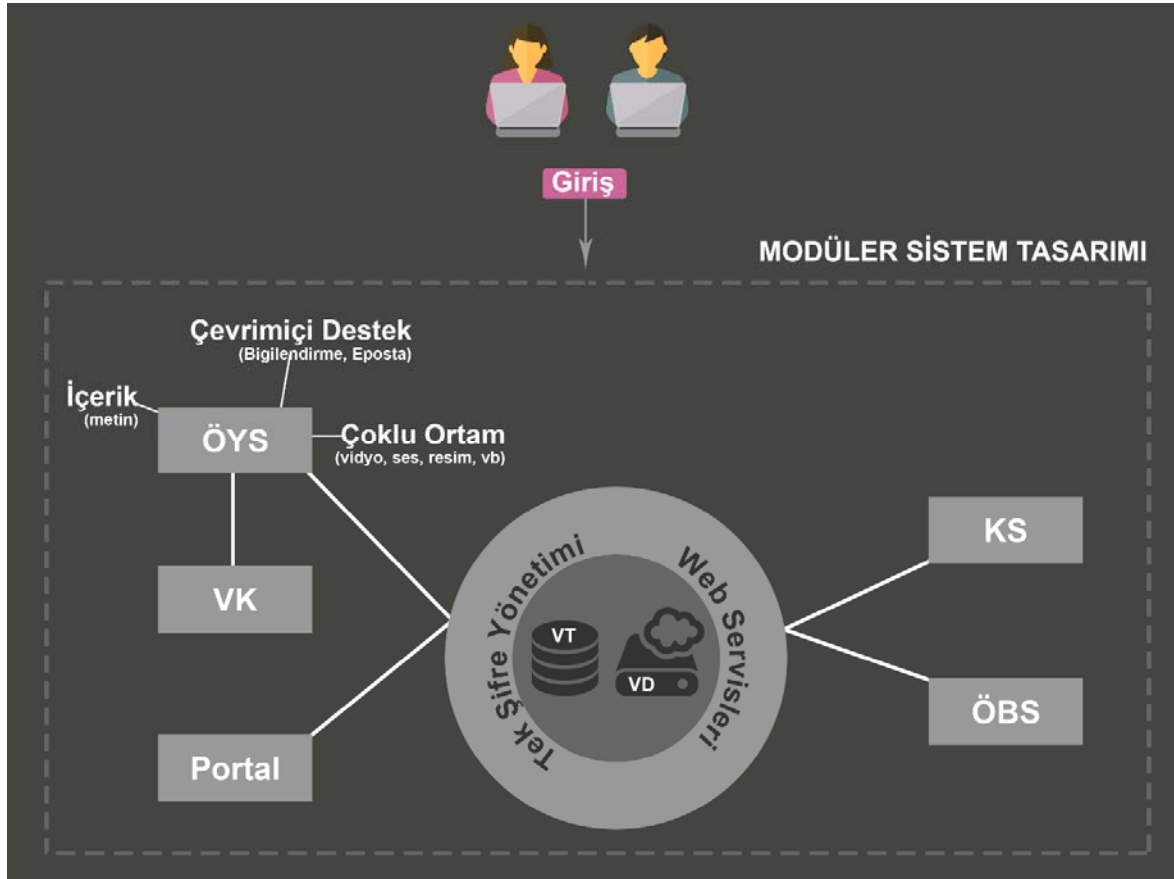 Giriş
MODÜLER SİSTEM TASARIMI
Çevrimiçi Destek
(Bigilendirme, Eposta)
İçerik
(metin)
ÖYS
Çoklu Ortam
(vidyo, ses, resim, vb)
VK
Portal
Tek Şifre Yönetimi
Web Servisleri
VT
VD
KS
ÖBS